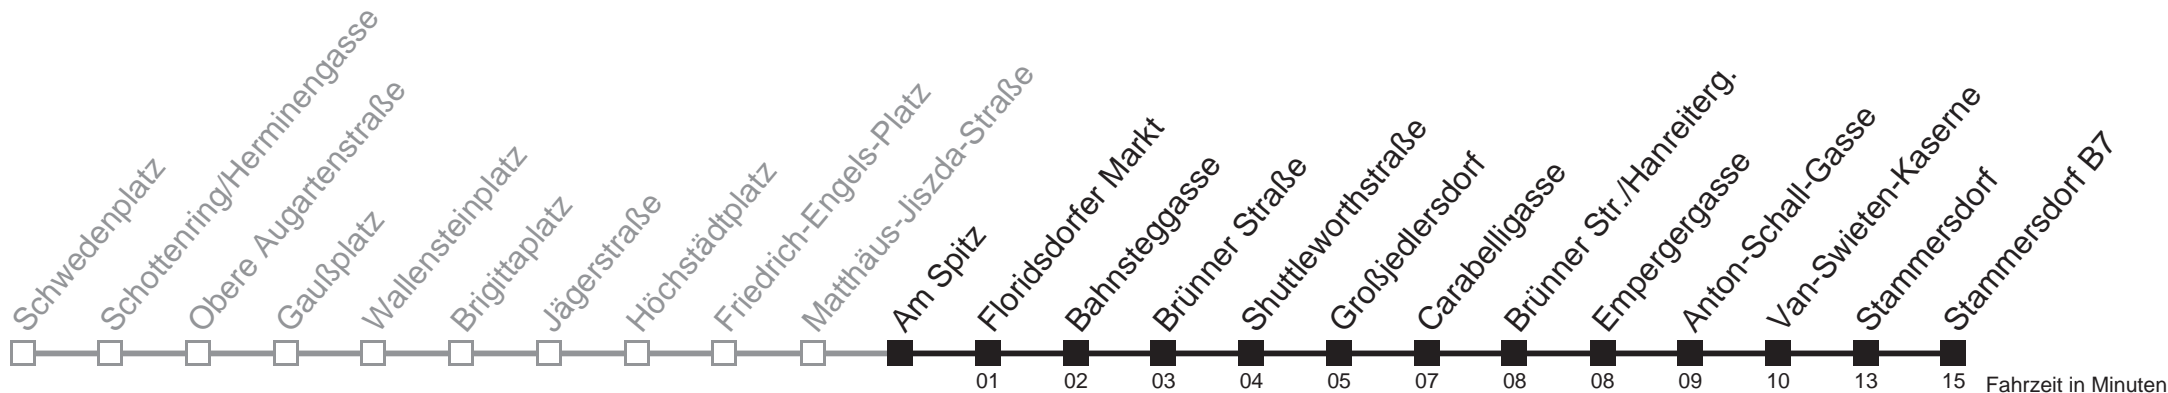 Schwedenplatz
Schottenring/Herminengasse
Obere Augartenstraße
Gaußplatz
Wallensteinplatz
Brigittaplatz
Jägerstraße
Höchstädtplatz
Friedrich-Engels-Platz
Matthäus-Jiszda-Straße
Am Spitz
Floridsdorfer Markt
Bahnsteggasse
Brünner Straße
Shuttleworthstraße
Großjedlersdorf
Carabelligasse
Brünner Str./Hanreiterg.
Empergergasse
Anton-Schall-Gasse
Van-Swieten-Kaserne
Stammersdorf
Stammersdorf B7
01 02 03 04 05 07 08 08 09 10 13 15 Fahrzeit in Minuten